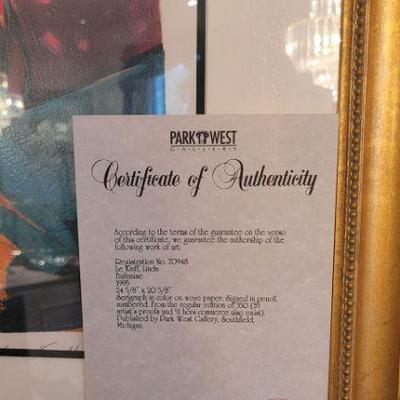 PARK WEST
G·A·L·L·E·R·Y
Certificate of Authenticity
According to the terms of the guarantee on the verso
of this certificate, we guarantee the authorship of the
following work of art.
Registration No. 70948
Le Kinff, Linda
1995
24 5/8" x 20 5/8"
Serigraph in color on wove paper, signed in pencil,
numbered, from the regular edition of 350 (35
artist's proofs and 51 hors commerce also exist).
Published by Park West Gallery, Southfield,
Michigan.